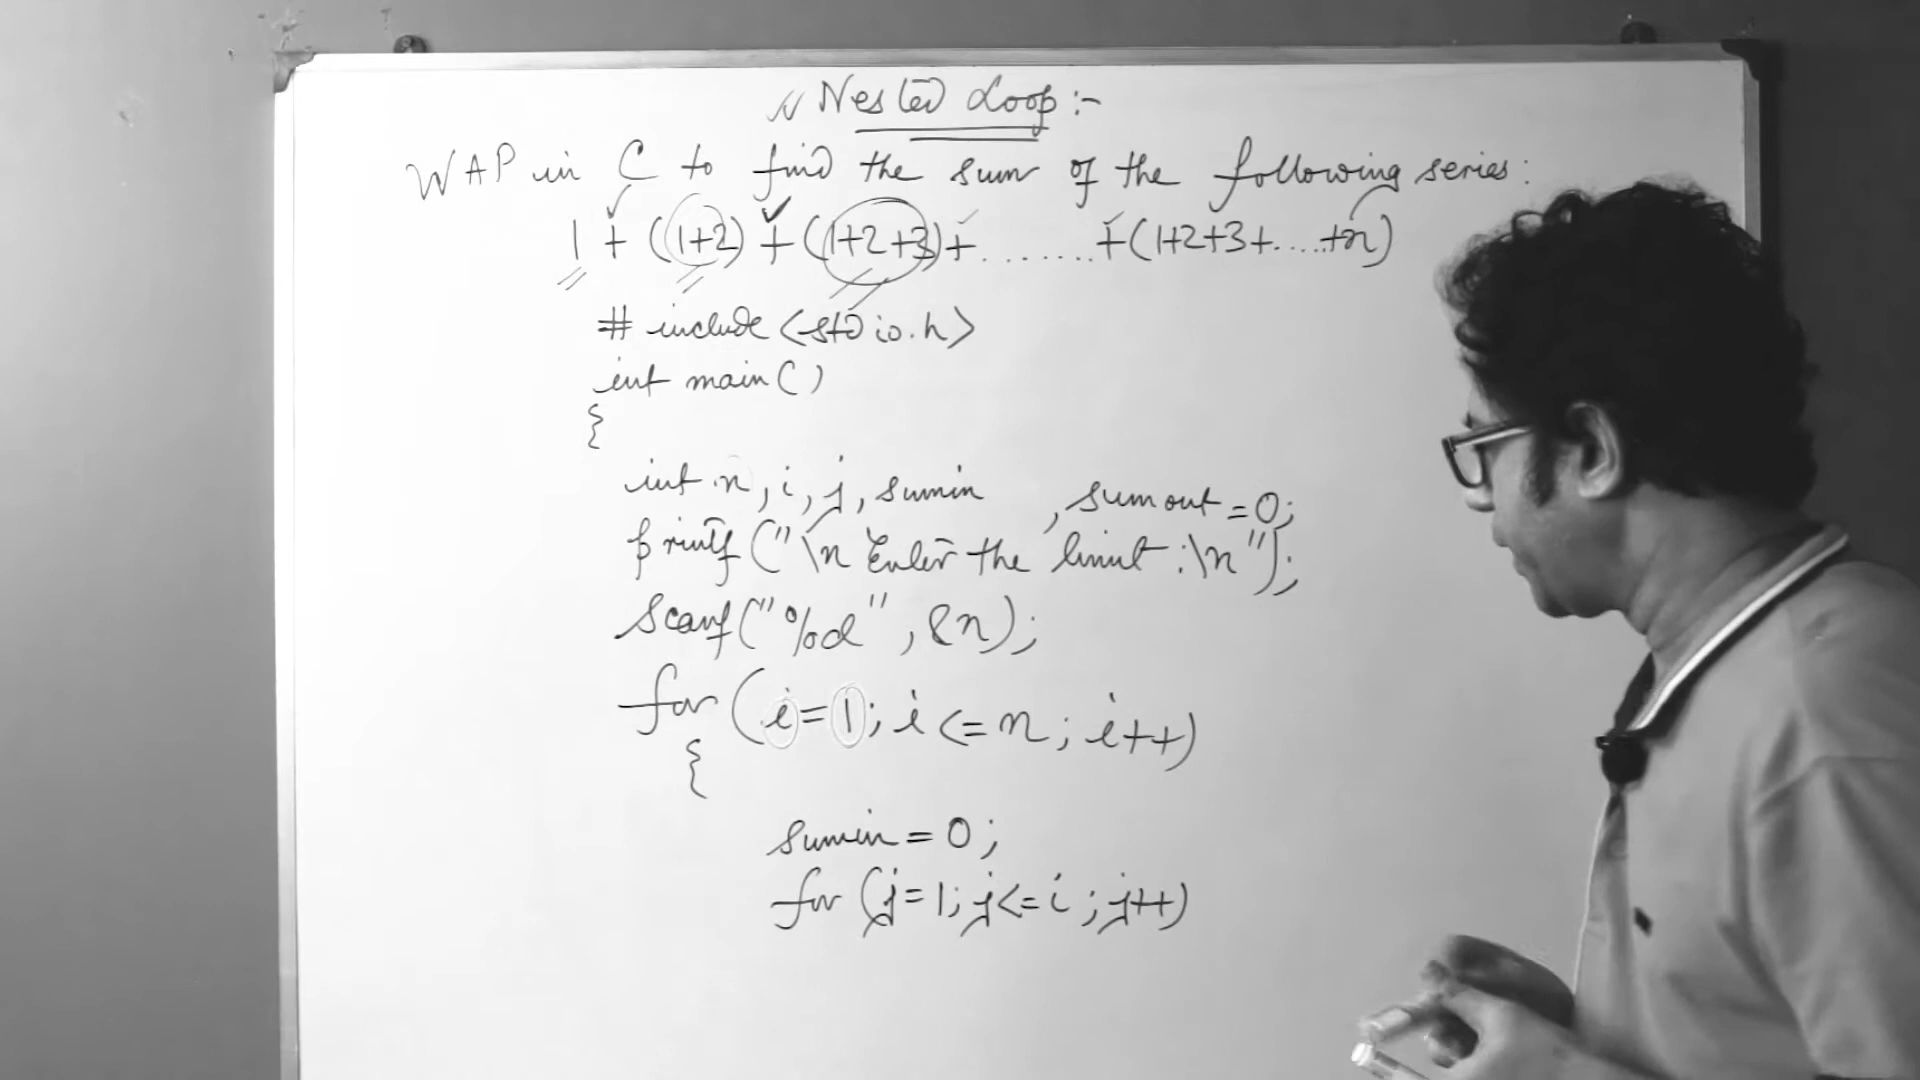 Nested Loop :-
WAP in C to find the sum of the following series :
1 + (1+2) + (1+2+3) + ........ + (1+2+3+....+n)
# include <stdio.h>
int main()
{
int n, i, j, sumin , sumout = 0;
printf ("\n Enter the limit :\n");
scanf("%d", &n);
for (i=1; i <= n; i++)
{
sumin = 0;
for (j=1; j<=i; j++)